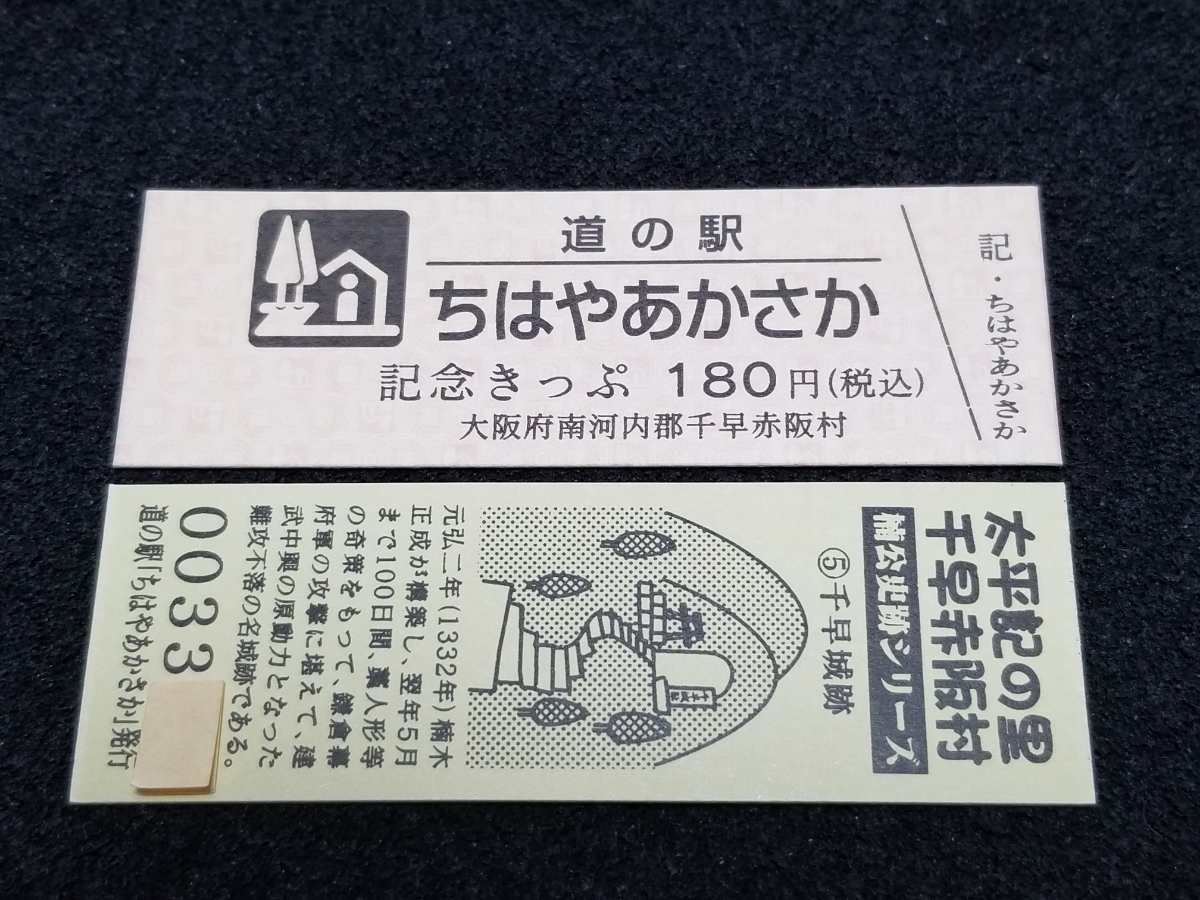 道の駅
ちはやあかさか
記念きっぷ 180円(税込)
大阪府南河内郡千早赤阪村
記・ちはやあかさか
太平記の里
千早赤阪村
楠公史跡シリーズ
⑤千早城跡
元弘二年(1332年)楠木
正成が構築し、翌年5月
まで100日間、藁人形等
の奇策をもって、鎌倉幕
府軍の攻撃に堪えて、建
武中興の原動力となった
難攻不落の名城跡である。
0033
道の駅「ちはやあかさか」発行